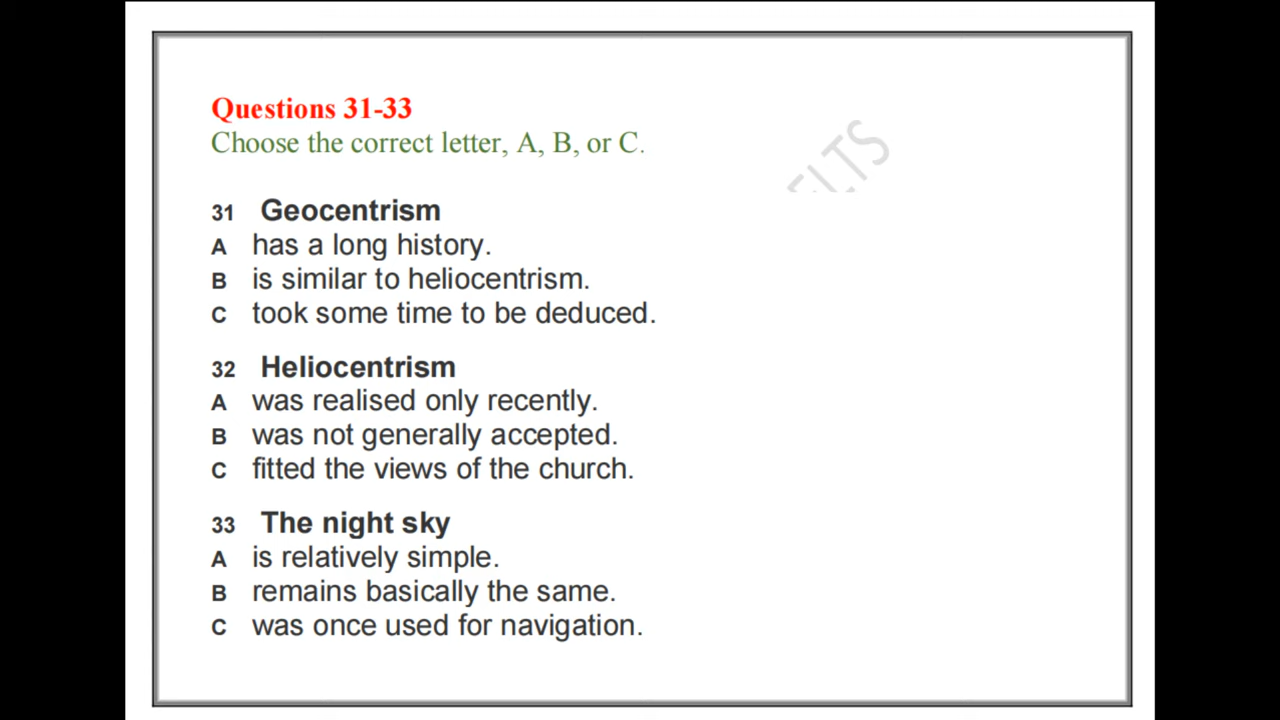 Questions 31-33
Choose the correct letter, A, B, or C.
31 Geocentrism
A has a long history.
B is similar to heliocentrism.
C took some time to be deduced.
32 Heliocentrism
A was realised only recently.
B was not generally accepted.
C fitted the views of the church.
33 The night sky
A is relatively simple.
B remains basically the same.
C was once used for navigation.